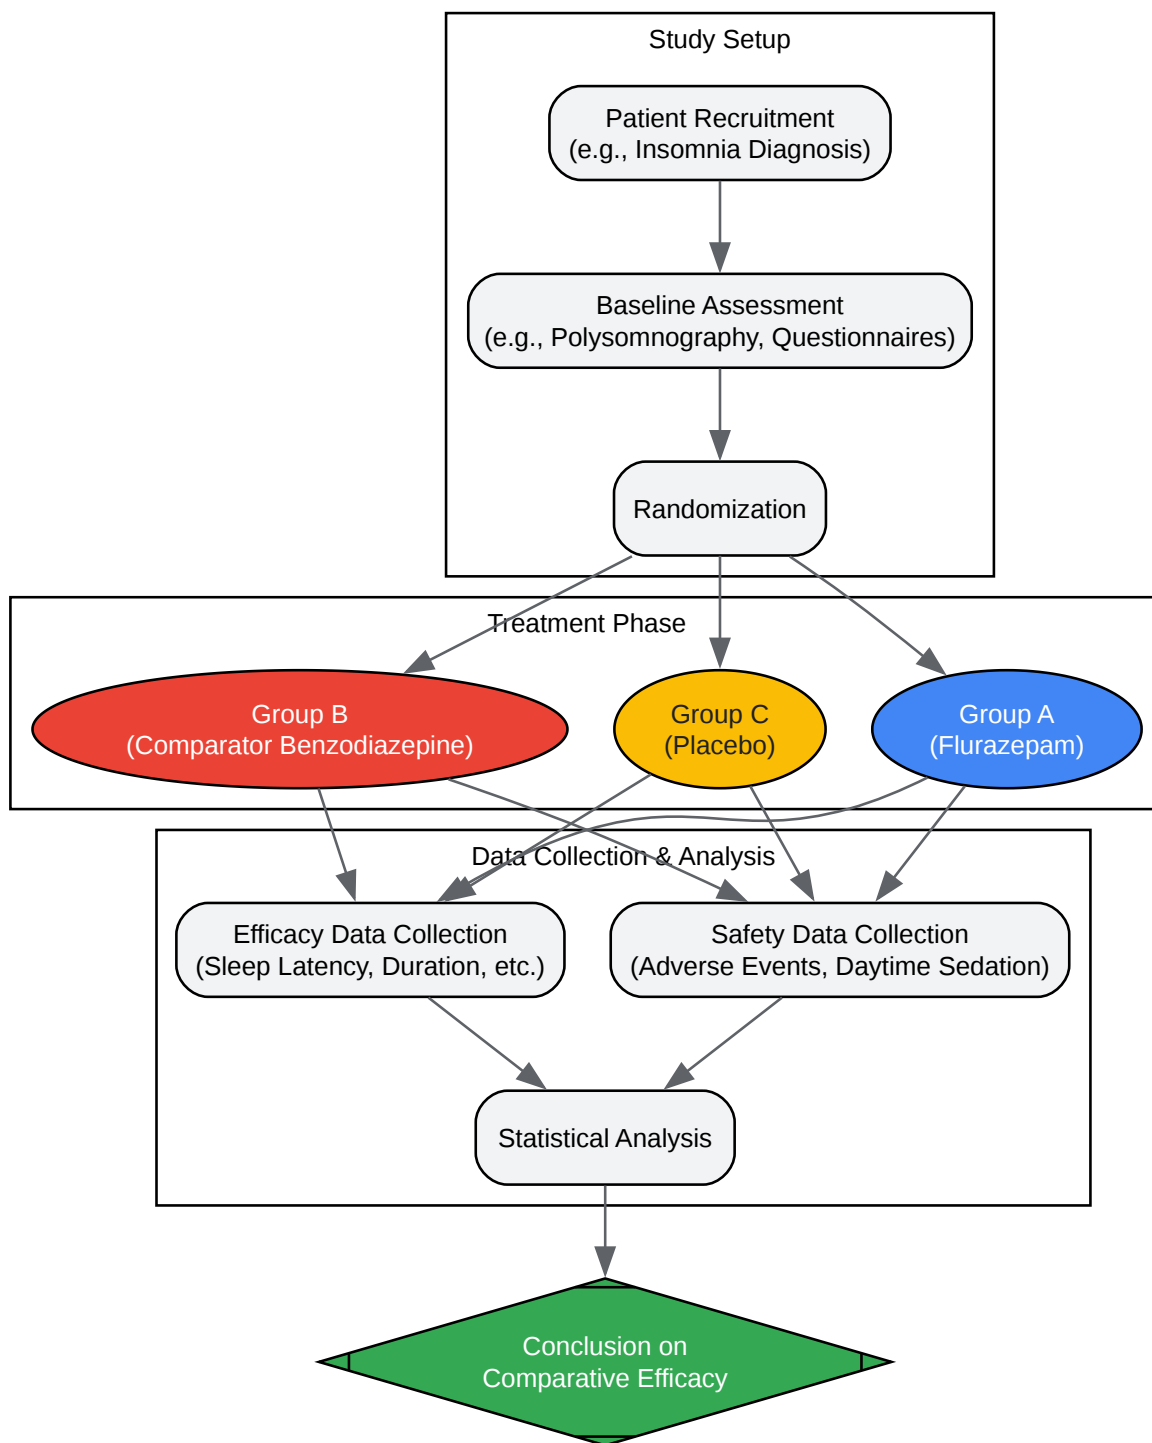 Study Setup
Patient Recruitment
(e.g., Insomnia Diagnosis)
Baseline Assessment
(e.g., Polysomnography, Questionnaires)
Randomization
Treatment Phase
Group B
(Comparator Benzodiazepine)
Group C
(Placebo)
Group A
(Flurazepam)
Data Collection & Analysis
Efficacy Data Collection
(Sleep Latency, Duration, etc.)
Safety Data Collection
(Adverse Events, Daytime Sedation)
Statistical Analysis
Conclusion on
Comparative Efficacy